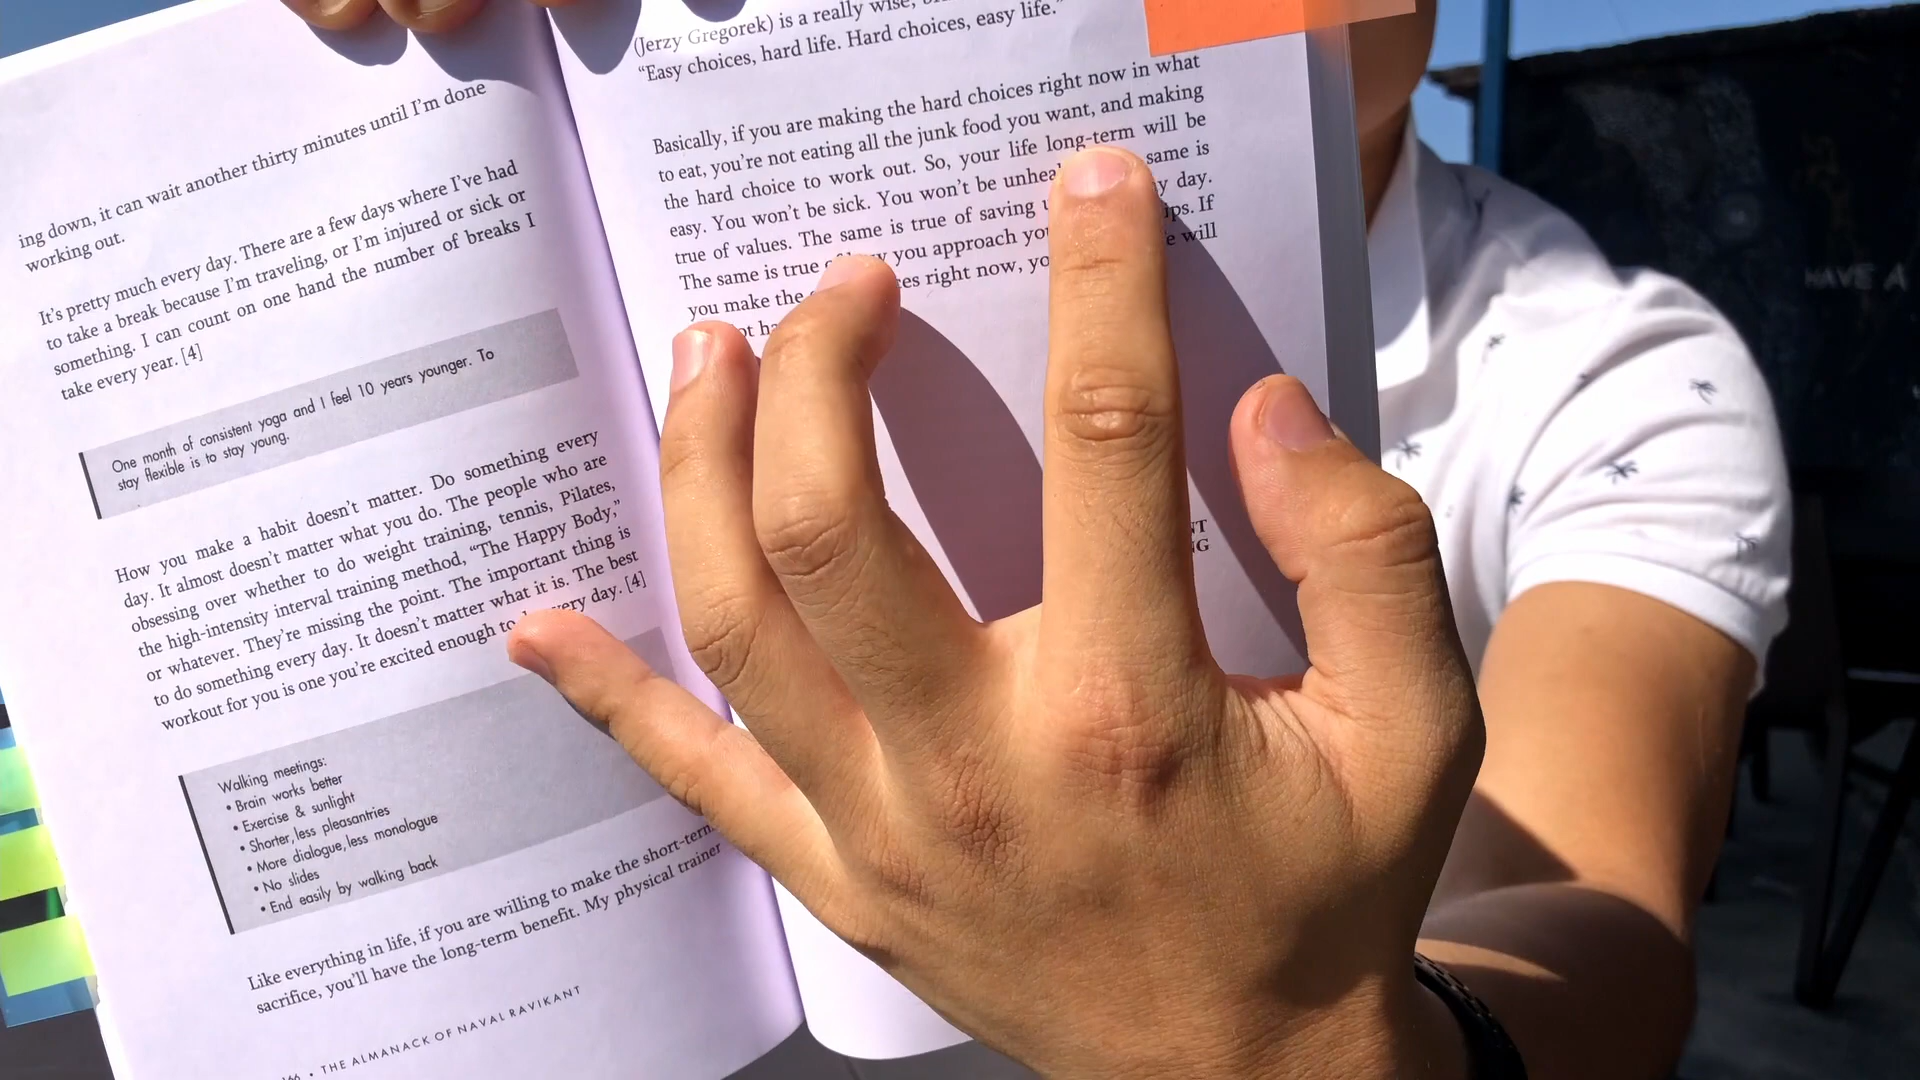 ing down, it can wait another thirty minutes until I'm done
working out.
It's pretty much every day. There are a few days where I've had
to take a break because I'm traveling, or I'm injured or sick or
something. I can count on one hand the number of breaks I
take every year. [4]
One month of consistent yoga and I feel 10 years younger. To
stay flexible is to stay young.
How you make a habit doesn't matter. Do something every
day. It almost doesn't matter what you do. The people who are
obsessing over whether to do weight training, tennis, Pilates,
the high-intensity interval training method, “The Happy Body,”
or whatever. They're missing the point. The important thing is
to do something every day. It doesn't matter what it is. The best
workout for you is one you're excited enough to every day. [4]
Walking meetings:
• Brain works better
• Exercise & sunlight
• Shorter, less pleasantries
• More dialogue, less monologue
• No slides
• End easily by walking back
Like everything in life, if you are willing to make the short-term
sacrifice, you'll have the long-term benefit. My physical trainer
166 • THE ALMANACK OF NAVAL RAVIKANT
(Jerzy Gregorek) is a really wise,
“Easy choices, hard life. Hard choices, easy life.”
Basically, if you are making the hard choices right now in what
to eat, you're not eating all the junk food you want, and making
the hard choice to work out. So, your life long-term will be
easy. You won't be sick. You won't be same is
true of values. The same is true of saving day.
The same is true you approach If
you make the right now, will
HAVE A